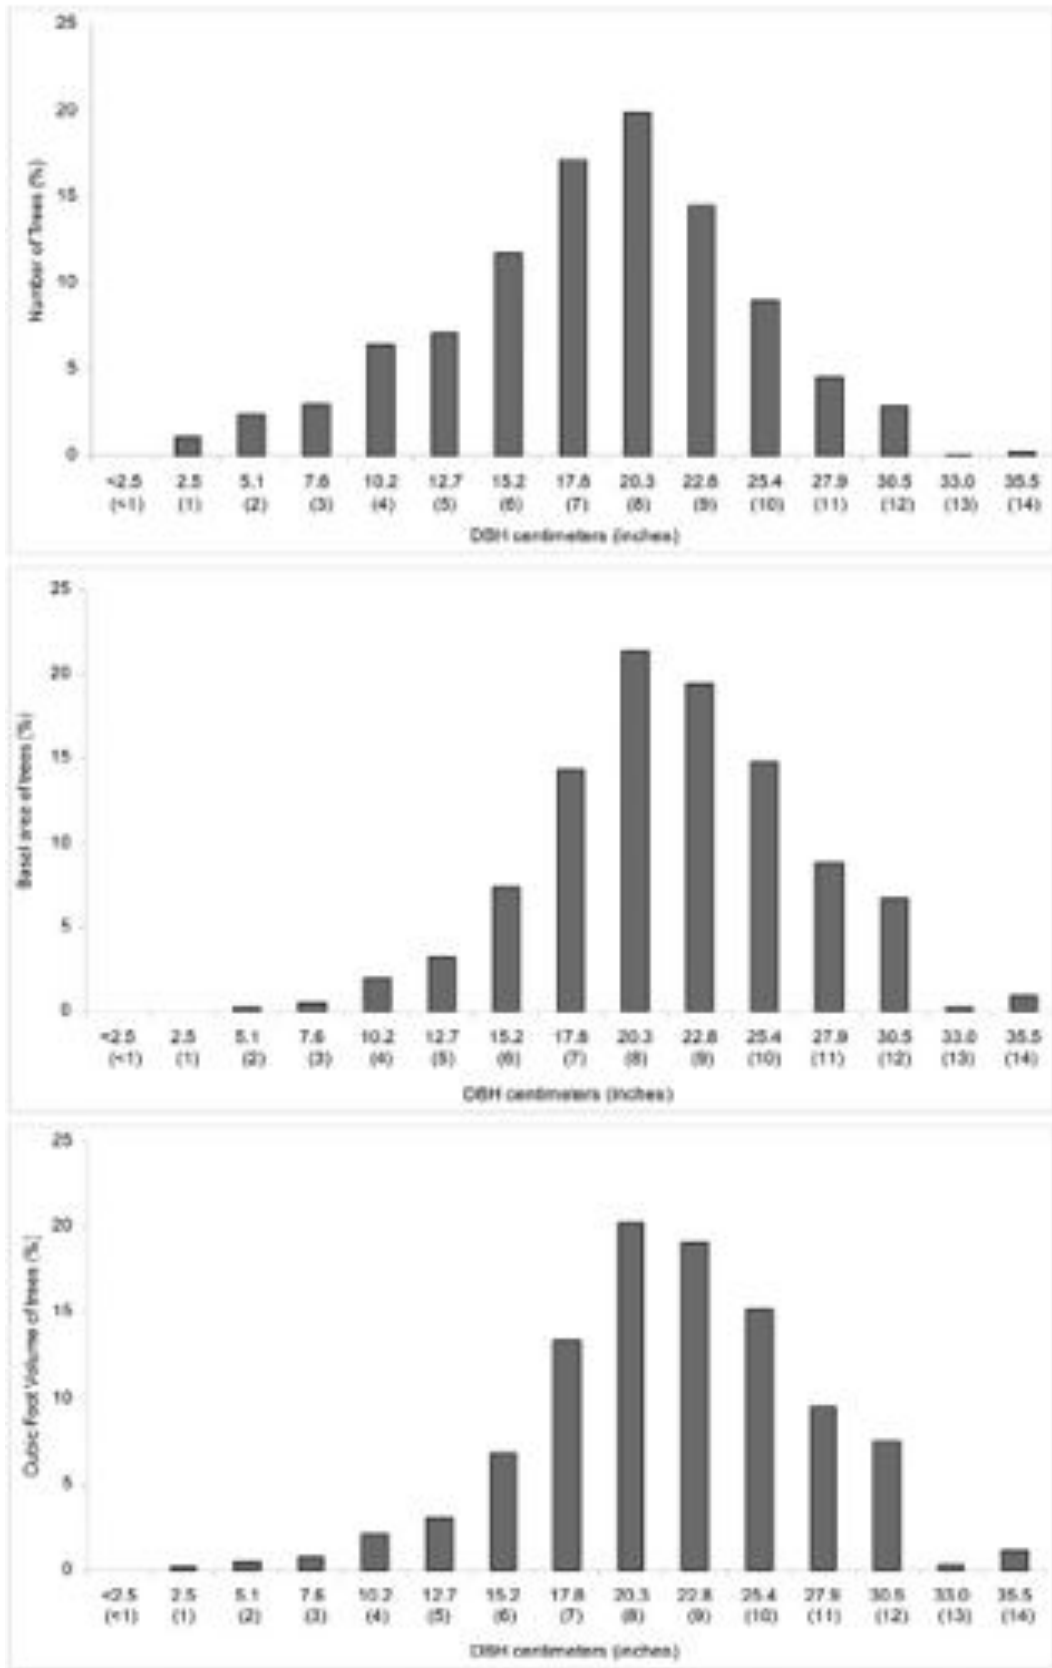 25
20
15
10
5
0
Number of Trees (%)
<2.5 2.5 5.1 7.6 10.2 12.7 15.2 17.8 20.3 22.8 25.4 27.9 30.5 33.0 35.5
(<1) (1) (2) (3) (4) (5) (6) (7) (8) (9) (10) (11) (12) (13) (14)
DBH centimeters (inches)
25
20
15
10
5
0
Basal area of trees (%)
<2.5 2.5 5.1 7.6 10.2 12.7 15.2 17.8 20.3 22.8 25.4 27.9 30.5 33.0 35.5
(<1) (1) (2) (3) (4) (5) (6) (7) (8) (9) (10) (11) (12) (13) (14)
DBH centimeters (inches)
25
20
15
10
5
0
Cubic Foot Volume of trees (%)
<2.5 2.5 5.1 7.6 10.2 12.7 15.2 17.8 20.3 22.8 25.4 27.9 30.5 33.0 35.5
(<1) (1) (2) (3) (4) (5) (6) (7) (8) (9) (10) (11) (12) (13) (14)
DBH centimeters (inches)